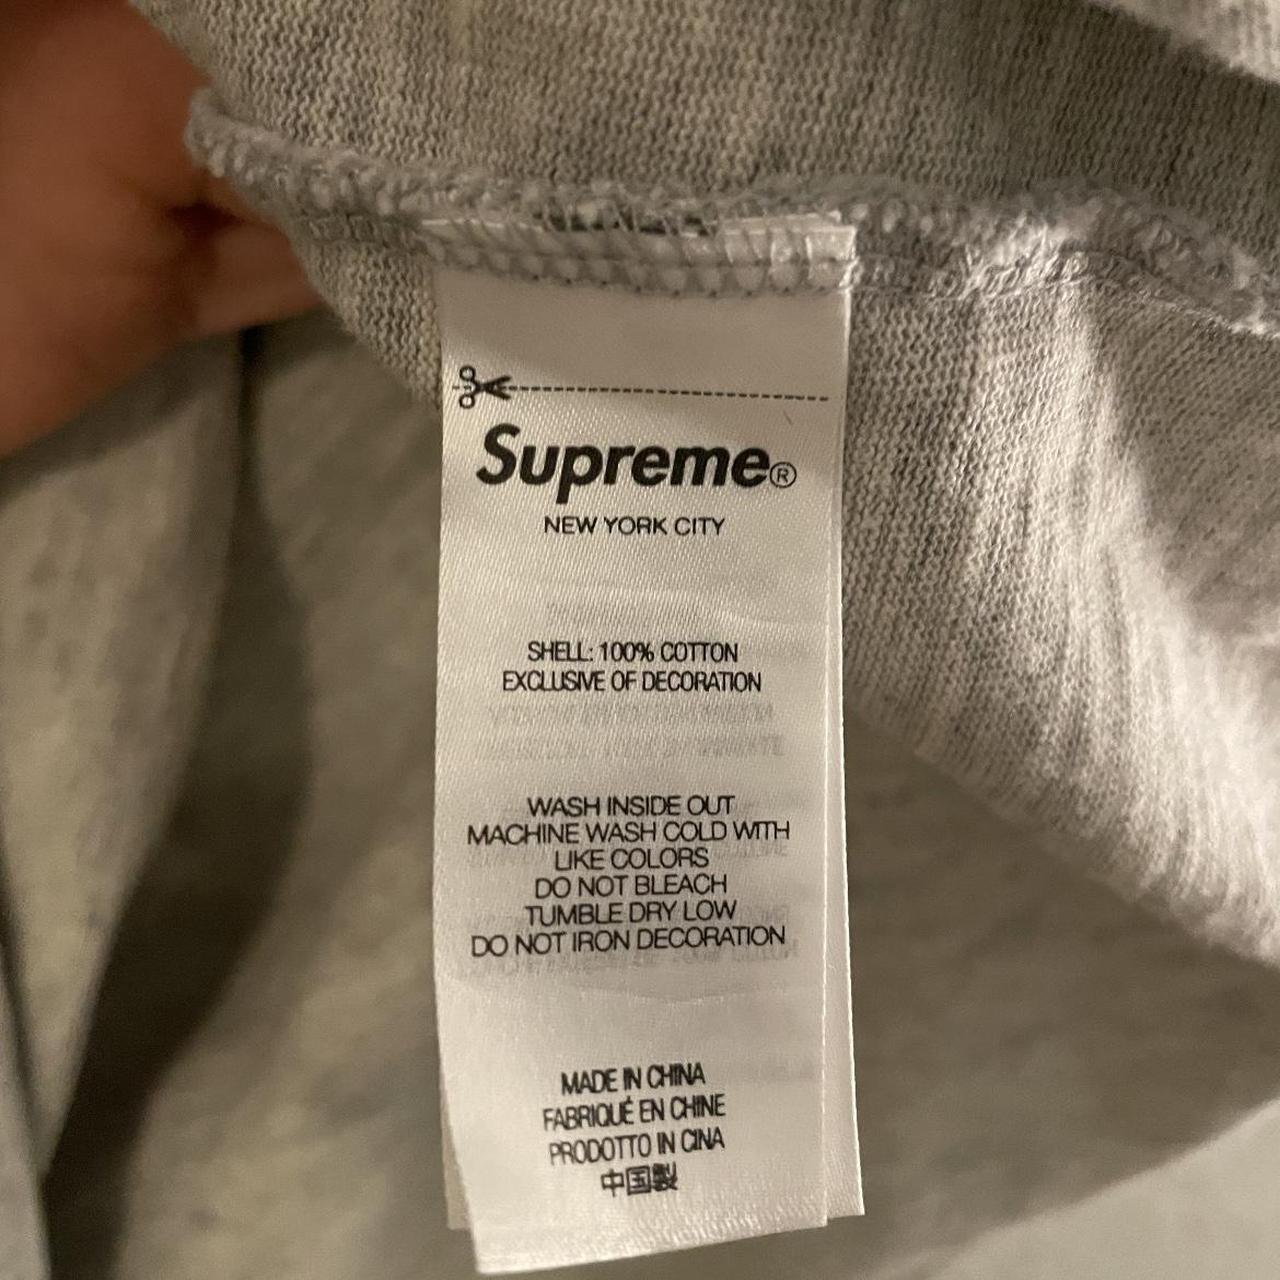 Supreme®
NEW YORK CITY
SHELL: 100% COTTON
EXCLUSIVE OF DECORATION
WASH INSIDE OUT
MACHINE WASH COLD WITH
LIKE COLORS
DO NOT BLEACH
TUMBLE DRY LOW
DO NOT IRON DECORATION
MADE IN CHINA
FABRIQUÉ EN CHINE
PRODOTTO IN CINA
中国製